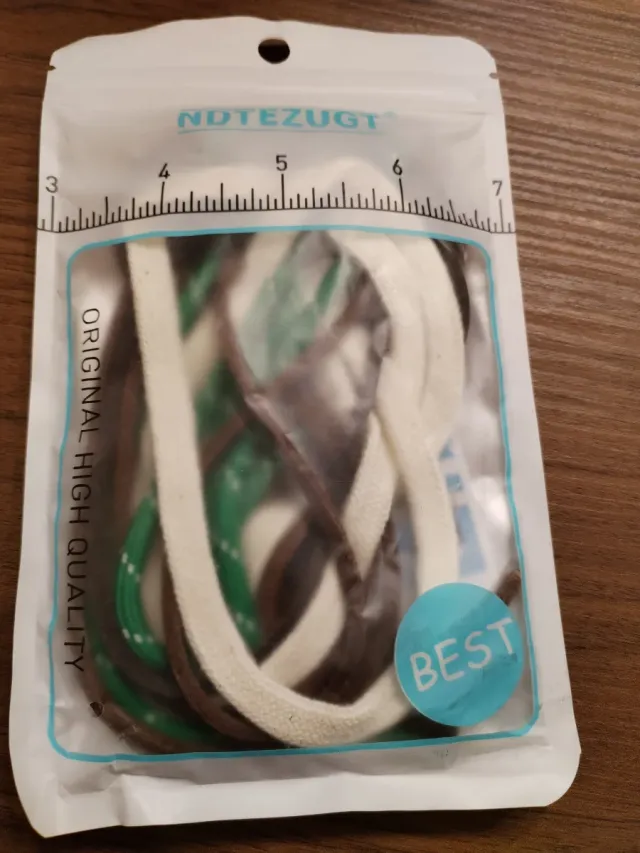 NDTEZUGT
3 4 5 6 7
ORIGINAL HIGH QUALITY
BEST